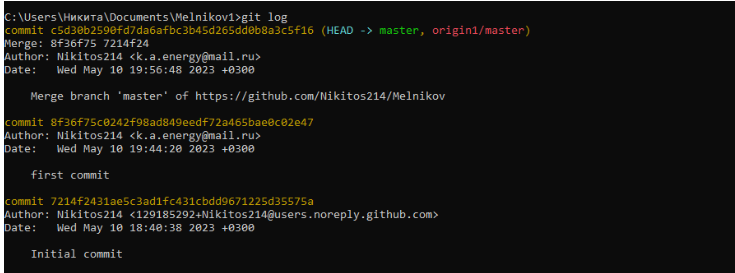 C:\Users\Никита\Documents\Melnikov1>git log
commit c5d30b2590fd7da6afbc3b45d265dd0b8a3c5f16 (HEAD -> master, origin1/master)
Merge: 8f36f75 7214f24
Author: Nikitos214 <k.a.energy@mail.ru>
Date:   Wed May 10 19:56:48 2023 +0300
    Merge branch 'master' of https://github.com/Nikitos214/Melnikov
commit 8f36f75c0242f98ad849eedf72a465bae0c02e47
Author: Nikitos214 <k.a.energy@mail.ru>
Date:   Wed May 10 19:44:20 2023 +0300
    first commit
commit 7214f2431ae5c3ad1fc431cbdd9671225d35575a
Author: Nikitos214 <129185292+Nikitos214@users.noreply.github.com>
Date:   Wed May 10 18:40:38 2023 +0300
    Initial commit